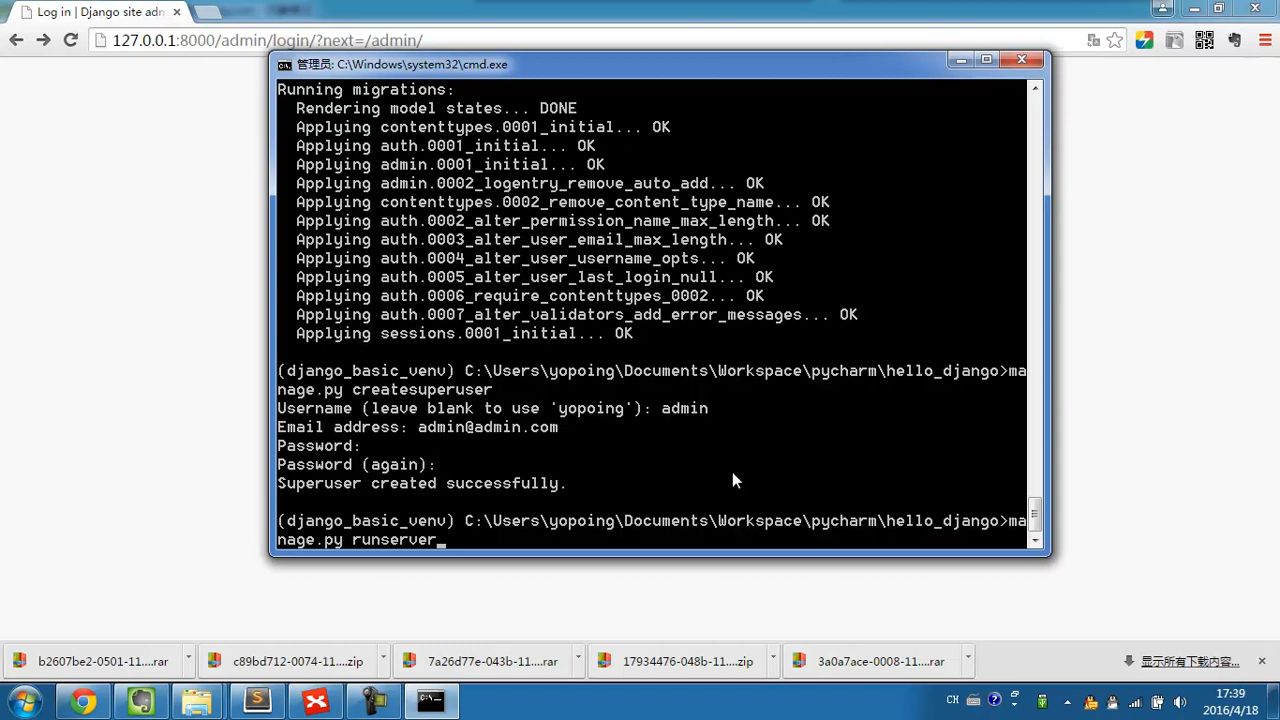 Log in | Django site adm
127.0.0.1:8000/admin/login/?next=/admin/
管理员: C:\Windows\system32\cmd.exe
Running migrations:
Rendering model states... DONE
Applying contenttypes.0001_initial... OK
Applying auth.0001_initial... OK
Applying admin.0001_initial... OK
Applying admin.0002_logentry_remove_auto_add... OK
Applying contenttypes.0002_remove_content_type_name... OK
Applying auth.0002_alter_permission_name_max_length... OK
Applying auth.0003_alter_user_email_max_length... OK
Applying auth.0004_alter_user_username_opts... OK
Applying auth.0005_alter_user_last_login_null... OK
Applying auth.0006_require_contenttypes_0002... OK
Applying auth.0007_alter_validators_add_error_messages... OK
Applying sessions.0001_initial... OK
(django_basic_venv) C:\Users\yopoing\Documents\Workspace\pycharm\hello_django>ma
nage.py createsuperuser
Username (leave blank to use 'yopoing'): admin
Email address: admin@admin.com
Password:
Password (again):
Superuser created successfully.
(django_basic_venv) C:\Users\yopoing\Documents\Workspace\pycharm\hello_django>ma
nage.py runserver
b2607be2-0501-11....rar
c89bd712-0074-11....zip
7a26d77e-043b-11....rar
17934476-048b-11....zip
3a0a7ace-0008-11....rar
显示所有下载内容...
CH
17:39
2016/4/18